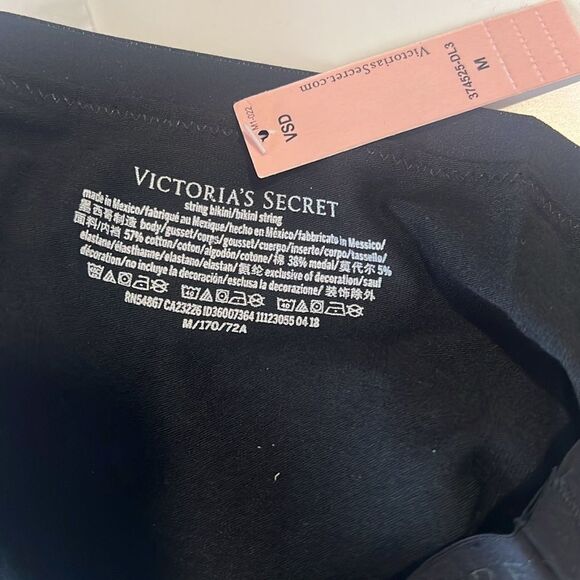 VictoriasSecret.com
M
374525-DL3
VSD
M1-022
VICTORIA'S SECRET
string bikini/bikini string
made in Mexico/fabriqué au Mexique/hecho en México/fabbricato in Messico/
墨西哥制造 body/gusset/corps/gousset/cuerpo/inserto/corpo/tassello/
面料/内裆 57% cotton/coton/algodón/cotone/棉 38% modal/莫代尔 5%
elastane/élasthanne/elastano/elastan/氨纶 exclusive of decoration/sauf
décoration/no incluye la decoración/esclusa la decorazione/装饰除外
RN54867 CA23226 ID36007364 11123055 04 18
M/170/72A